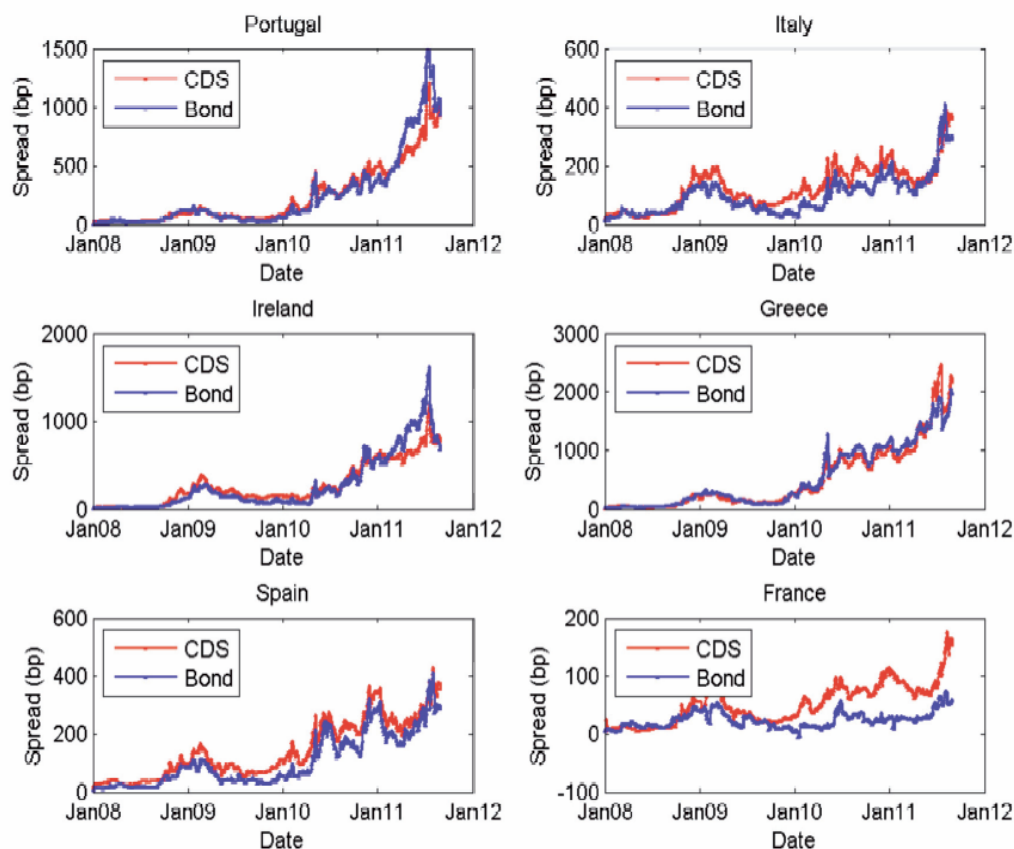 Portugal
1500
1000
500
0
Spread (bp)
CDS
Bond
Jan08 Jan09 Jan10 Jan11 Jan12
Date
Italy
600
400
200
0
Spread (bp)
CDS
Bond
Jan08 Jan09 Jan10 Jan11 Jan12
Date
Ireland
2000
1000
0
Spread (bp)
CDS
Bond
Jan08 Jan09 Jan10 Jan11 Jan12
Date
Greece
3000
2000
1000
0
Spread (bp)
CDS
Bond
Jan08 Jan09 Jan10 Jan11 Jan12
Date
Spain
600
400
200
0
Spread (bp)
CDS
Bond
Jan08 Jan09 Jan10 Jan11 Jan12
Date
France
200
100
0
-100
Spread (bp)
CDS
Bond
Jan08 Jan09 Jan10 Jan11 Jan12
Date